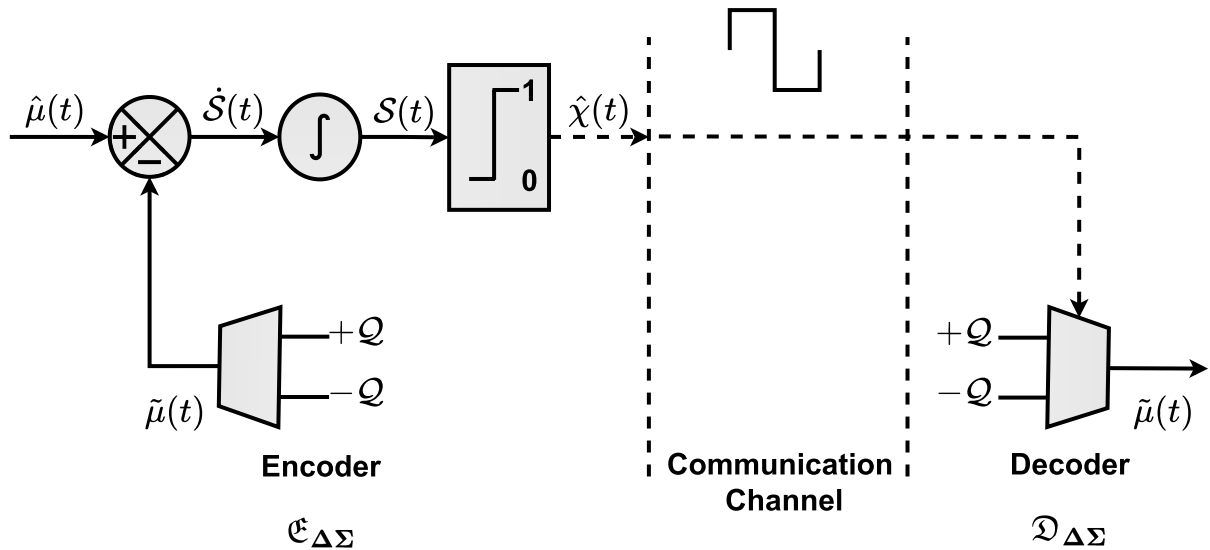 μ̂(t)
+
−
Ṡ(t)
∫
S(t)
1
0
χ̂(t)
+Q
−Q
μ̃(t)
Encoder
𝔈ΔΣ
Communication
Channel
+Q
−Q
μ̃(t)
Decoder
𝔇ΔΣ